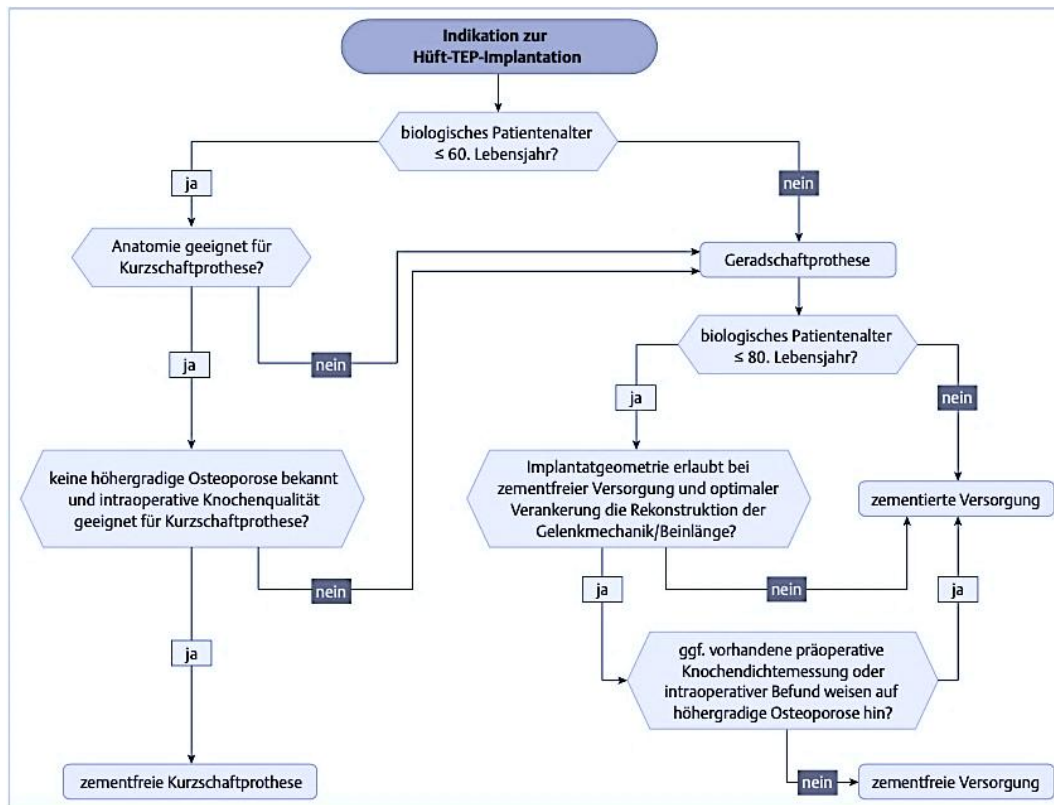 Indikation zur
Hüft-TEP-Implantation
biologisches Patientenalter
≤ 60. Lebensjahr?
ja
nein
Anatomie geeignet für
Kurzschaftprothese?
Geradschaftprothese
ja
nein
biologisches Patientenalter
≤ 80. Lebensjahr?
ja
nein
keine höhergradige Osteoporose bekannt
und intraoperative Knochenqualität
geeignet für Kurzschaftprothese?
Implantatgeometrie erlaubt bei
zementfreier Versorgung und optimaler
Verankerung die Rekonstruktion der
Gelenkmechanik/Beinlänge?
zementierte Versorgung
nein
ja
nein
ja
ja
ggf. vorhandene präoperative
Knochendichtemessung oder
intraoperativer Befund weisen auf
höhergradige Osteoporose hin?
zementfreie Kurzschaftprothese
nein
zementfreie Versorgung